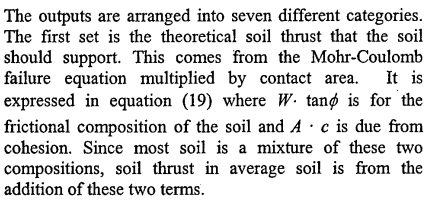 The outputs are arranged into seven different categories.
The first set is the theoretical soil thrust that the soil
should support. This comes from the Mohr-Coulomb
failure equation multiplied by contact area. It is
expressed in equation (19) where W· tanϕ is for the
frictional composition of the soil and A · c is due from
cohesion. Since most soil is a mixture of these two
compositions, soil thrust in average soil is from the
addition of these two terms.